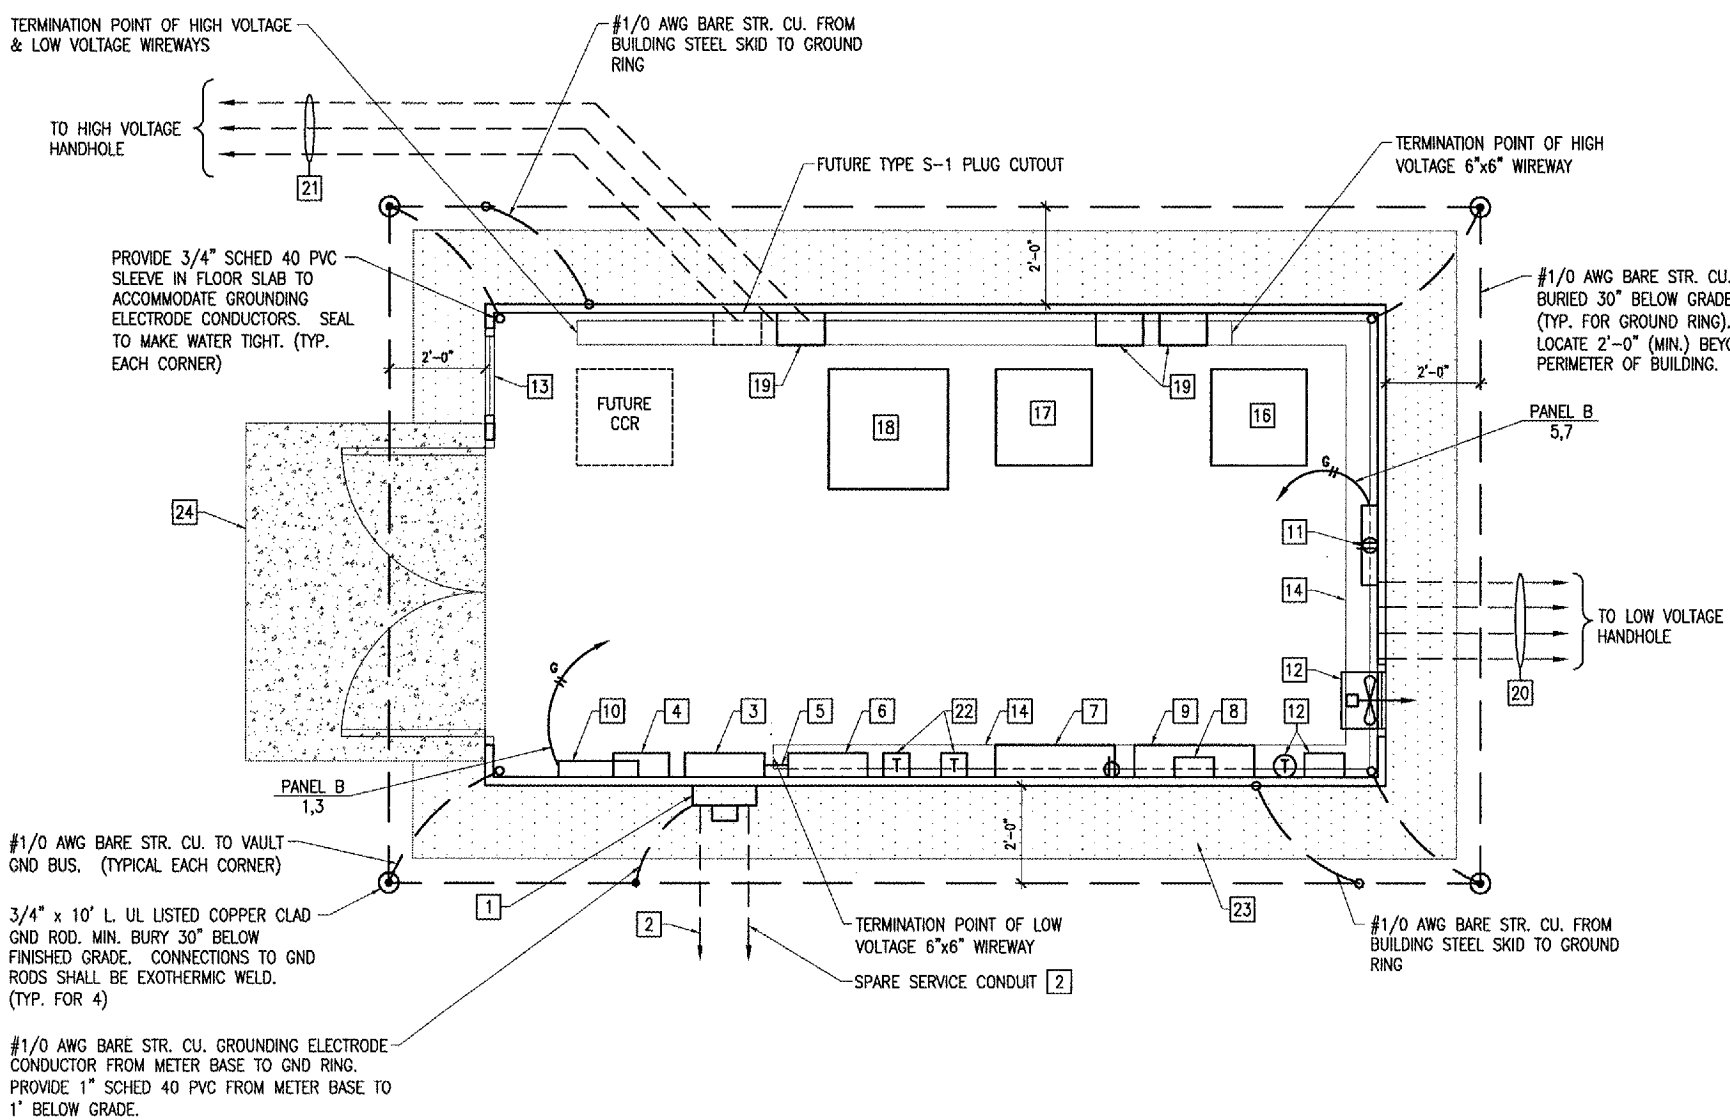 TERMINATION POINT OF HIGH VOLTAGE
& LOW VOLTAGE WIREWAYS
#1/0 AWG BARE STR. CU. FROM
BUILDING STEEL SKID TO GROUND
RING
TO HIGH VOLTAGE
HANDHOLE
21
FUTURE TYPE S-1 PLUG CUTOUT
TERMINATION POINT OF HIGH
VOLTAGE 6"x6" WIREWAY
PROVIDE 3/4" SCHED 40 PVC
SLEEVE IN FLOOR SLAB TO
ACCOMMODATE GROUNDING
ELECTRODE CONDUCTORS. SEAL
TO MAKE WATER TIGHT. (TYP.
EACH CORNER)
2'-0"
2'-0"
#1/0 AWG BARE STR. CU.
BURIED 30" BELOW GRADE
(TYP. FOR GROUND RING).
LOCATE 2'-0" (MIN.)
PERIMETER OF BUILDING.
2'-0"
13
19
19
FUTURE
CCR
18
17
16
PANEL B
5,7
G
24
11
14
TO LOW VOLTAGE
HANDHOLE
20
12
G
10
4
3
5
6
22
14
7
9
8
12
T
T
T
PANEL B
1,3
2'-0"
#1/0 AWG BARE STR. CU. TO VAULT
GND BUS. (TYPICAL EACH CORNER)
1
2
23
3/4" x 10' L. UL LISTED COPPER CLAD
GND ROD. MIN. BURY 30" BELOW
FINISHED GRADE. CONNECTIONS TO GND
RODS SHALL BE EXOTHERMIC WELD.
(TYP. FOR 4)
TERMINATION POINT OF LOW
VOLTAGE 6"x6" WIREWAY
SPARE SERVICE CONDUIT 2
#1/0 AWG BARE STR. CU. FROM
BUILDING STEEL SKID TO GROUND
RING
#1/0 AWG BARE STR. CU. GROUNDING ELECTRODE
CONDUCTOR FROM METER BASE TO GND RING.
PROVIDE 1" SCHED 40 PVC FROM METER BASE TO
1' BELOW GRADE.